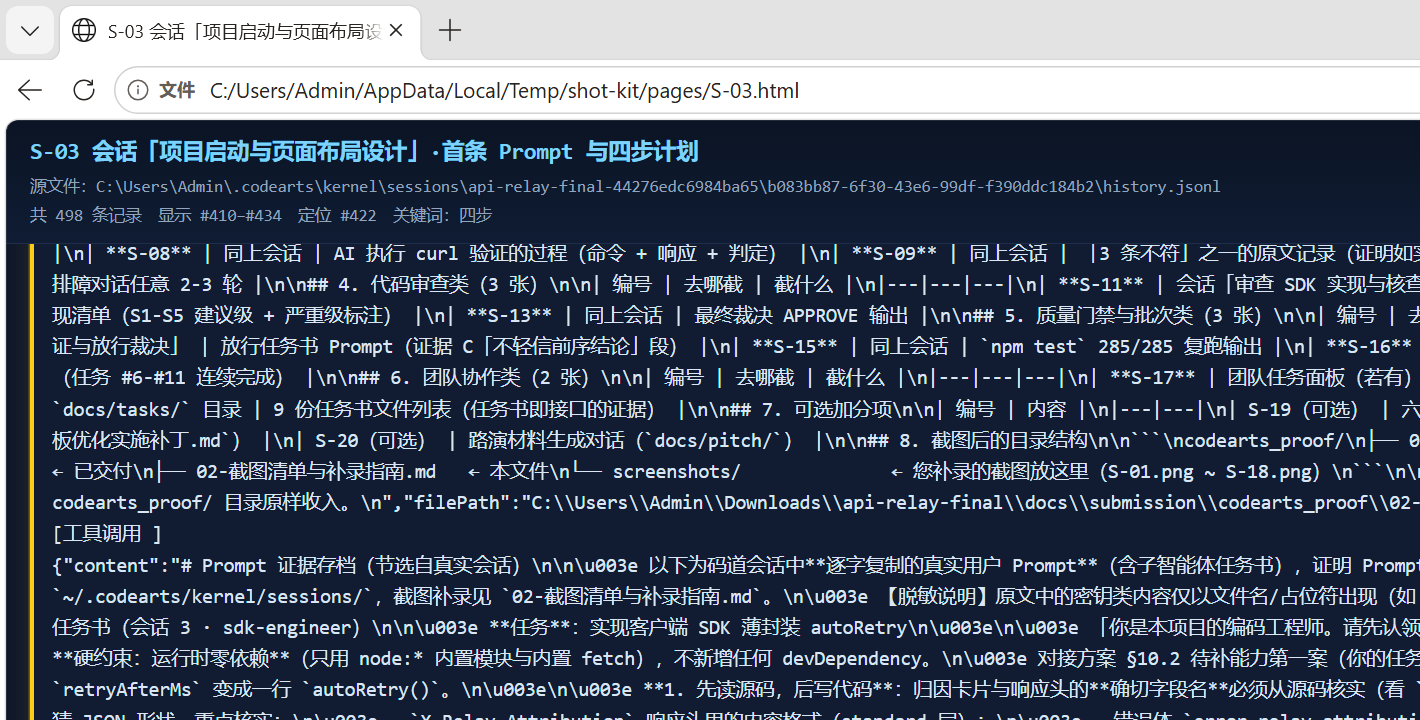 S-03 会话「项目启动与页面布局设
文件 C:/Users/Admin/AppData/Local/Temp/shot-kit/pages/S-03.html
S-03 会话「项目启动与页面布局设计」·首条 Prompt 与四步计划
源文件: C:\Users\Admin\.codearts\kernel\sessions\api-relay-final-44276edc6984ba65\b083bb87-6f30-43e6-99df-f390ddc184b2\history.jsonl
共 498 条记录 显示 #410–#434 定位 #422 关键词: 四步
|\n| **S-08** | 同上会话 | AI 执行 curl 验证的过程（命令 + 响应 + 判定） |\n| **S-09** | 同上会话 | 「3 条不符」之一的原文记录（证明如实
排障对话任意 2-3 轮 |\n\n## 4. 代码审查类（3 张）\n\n| 编号 | 去哪截 | 截什么 |\n|---|---|---|\n| **S-11** | 会话「审查 SDK 实现与核查
现清单（S1-S5 建议级 + 严重级标注） |\n| **S-13** | 同上会话 | 最终裁决 APPROVE 输出 |\n\n## 5. 质量门禁与批次类（3 张）\n\n| 编号 | 去
证与放行裁决」 | 放行任务书 Prompt（证据 C「不轻信前序结论」段） |\n| **S-15** | 同上会话 | `npm test` 285/285 复跑输出 |\n| **S-16**
（任务 #6-#11 连续完成） |\n\n## 6. 团队协作类（2 张）\n\n| 编号 | 去哪截 | 截什么 |\n|---|---|---|\n| **S-17** | 团队任务面板（若有）
`docs/tasks/` 目录 | 9 份任务书文件列表（任务书即接口的证据） |\n\n## 7. 可选加分项\n\n| 编号 | 内容 |\n|---|---|\n| S-19（可选） | 六
板优化实施补丁.md`） |\n| S-20（可选） | 路演材料生成对话（`docs/pitch/`） |\n\n## 8. 截图后的目录结构\n\n```\ncodearts_proof/\n├── 0
← 已交付\n├── 02-截图清单与补录指南.md ← 本文件\n└── screenshots/ ← 您补录的截图放这里（S-01.png ~ S-18.png）\n```\n\n
codearts_proof/ 目录原样收入。\n","filePath":"C:\\Users\\Admin\\Downloads\\api-relay-final\\docs\\submission\\codearts_proof\\02-
[工具调用 ]
{"content":"# Prompt 证据存档（节选自真实会话）\n\n\u003e 以下为码道会话中**逐字复制的真实用户 Prompt**（含子智能体任务书）, 证明 Prompt
`~/.codearts/kernel/sessions/`, 截图补录见 `02-截图清单与补录指南.md`。\n\u003e 【脱敏说明】原文中的密钥类内容仅以文件名/占位符出现（如
任务书（会话 3 · sdk-engineer）\n\n\u003e **任务**: 实现客户端 SDK 薄封装 autoRetry\n\u003e\n\u003e 「你是本项目的编码工程师。请先认领
**硬约束: 运行时零依赖**（只用 node:* 内置模块与内置 fetch）, 不新增任何 devDependency。\n\u003e 对接方案 §10.2 待补能力第一案（你的任务
`retryAfterMs` 变成一行 `autoRetry()`。\n\u003e\n\u003e **1. 先读源码, 后写代码**: 归因卡片与响应头的**确切字段名**必须从源码核实（看 `